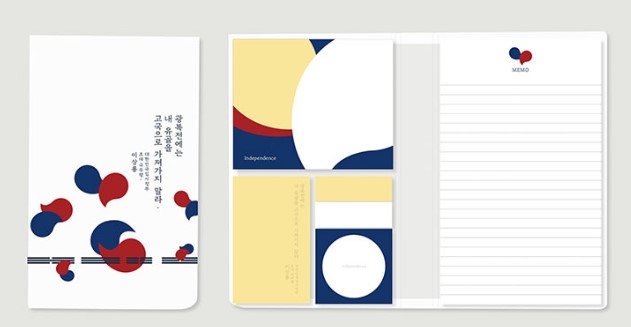 광복전에는
내 유골을
고국으로 가져가지 말라.
대한민국임시정부
초대국무령,
이상룡
Independence
MEMO